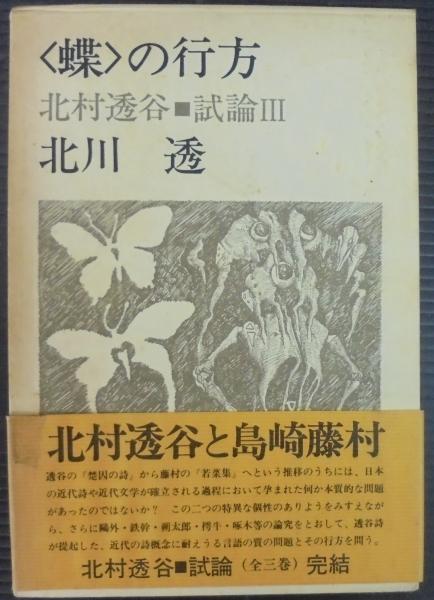 〈蝶〉の行方
北村透谷■試論III
北川 透
北村透谷と島崎藤村
透谷の「楚囚の詩」から藤村の『若菜集』へという推移のうちには、日本
の近代詩や近代文学が確立される過程において孕まれた何か本質的な問題
があったのではないか? この二つの特異な個性のありようをみすえなが
ら、さらに鷗外・鉄幹・朔太郎・樗牛・啄木等の論究をとおして、透谷詩
が提起した、近代の詩概念に耐えうる言語の質の問題とその行方を問う。
北村透谷■試論(全三巻)完結